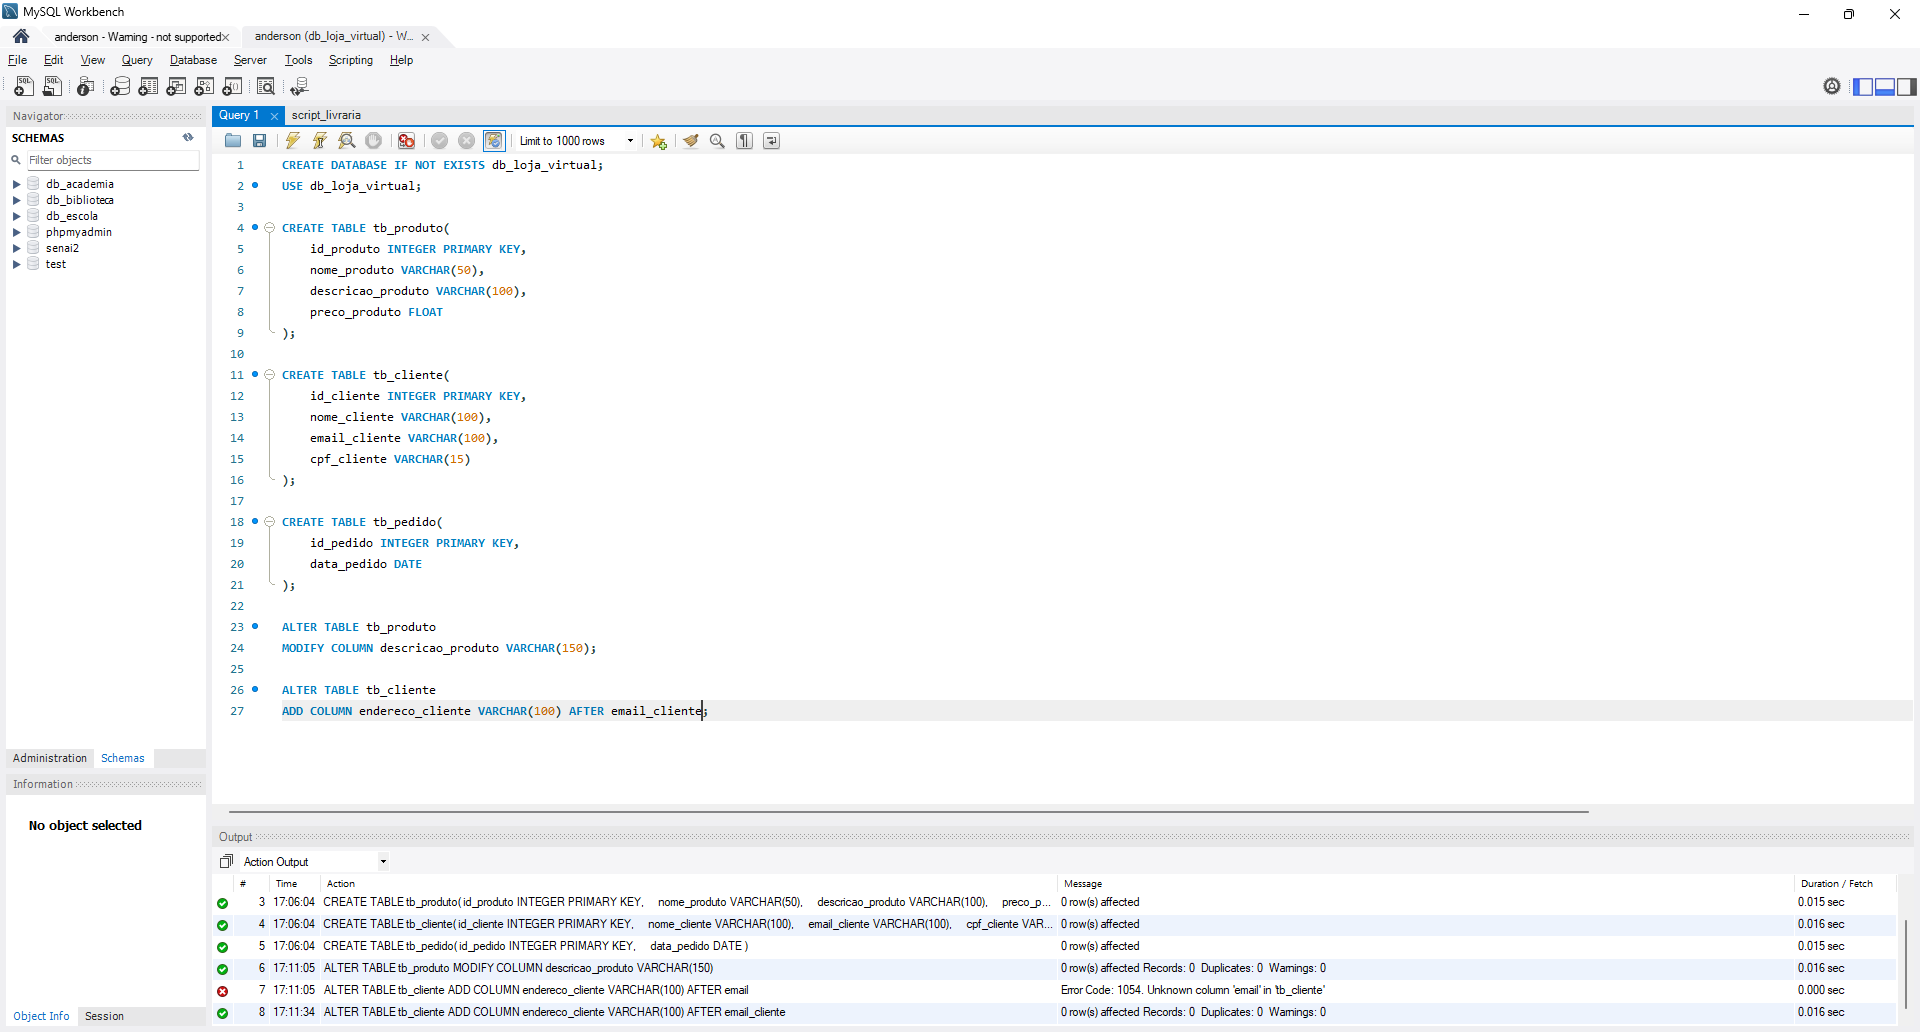 MySQL Workbench
anderson - Warning - not supported
anderson (db_loja_virtual) - W...
File Edit View Query Database Server Tools Scripting Help
Navigator
SCHEMAS
Filter objects
db_academia
db_biblioteca
db_escola
phpmyadmin
senai2
test
Administration Schemas
Information
No object selected
Object Info Session
Query 1 script_livraria
Limit to 1000 rows
1 CREATE DATABASE IF NOT EXISTS db_loja_virtual;
2 USE db_loja_virtual;
3
4 CREATE TABLE tb_produto(
5 id_produto INTEGER PRIMARY KEY,
6 nome_produto VARCHAR(50),
7 descricao_produto VARCHAR(100),
8 preco_produto FLOAT
9 );
10
11 CREATE TABLE tb_cliente(
12 id_cliente INTEGER PRIMARY KEY,
13 nome_cliente VARCHAR(100),
14 email_cliente VARCHAR(100),
15 cpf_cliente VARCHAR(15)
16 );
17
18 CREATE TABLE tb_pedido(
19 id_pedido INTEGER PRIMARY KEY,
20 data_pedido DATE
21 );
22
23 ALTER TABLE tb_produto
24 MODIFY COLUMN descricao_produto VARCHAR(150);
25
26 ALTER TABLE tb_cliente
27 ADD COLUMN endereco_cliente VARCHAR(100) AFTER email_cliente;
Output
Action Output
# Time Action Message Duration / Fetch
3 17:06:04 CREATE TABLE tb_produto( id_produto INTEGER PRIMARY KEY, nome_produto VARCHAR(50), descricao_produto VARCHAR(100), preco_p... 0 row(s) affected 0.015 sec
4 17:06:04 CREATE TABLE tb_cliente( id_cliente INTEGER PRIMARY KEY, nome_cliente VARCHAR(100), email_cliente VARCHAR(100), cpf_cliente VAR... 0 row(s) affected 0.016 sec
5 17:06:04 CREATE TABLE tb_pedido( id_pedido INTEGER PRIMARY KEY, data_pedido DATE ) 0 row(s) affected 0.015 sec
6 17:11:05 ALTER TABLE tb_produto MODIFY COLUMN descricao_produto VARCHAR(150) 0 row(s) affected Records: 0 Duplicates: 0 Warnings: 0 0.016 sec
7 17:11:05 ALTER TABLE tb_cliente ADD COLUMN endereco_cliente VARCHAR(100) AFTER email Error Code: 1054. Unknown column 'email' in 'tb_cliente' 0.000 sec
8 17:11:34 ALTER TABLE tb_cliente ADD COLUMN endereco_cliente VARCHAR(100) AFTER email_cliente 0 row(s) affected Records: 0 Duplicates: 0 Warnings: 0 0.016 sec